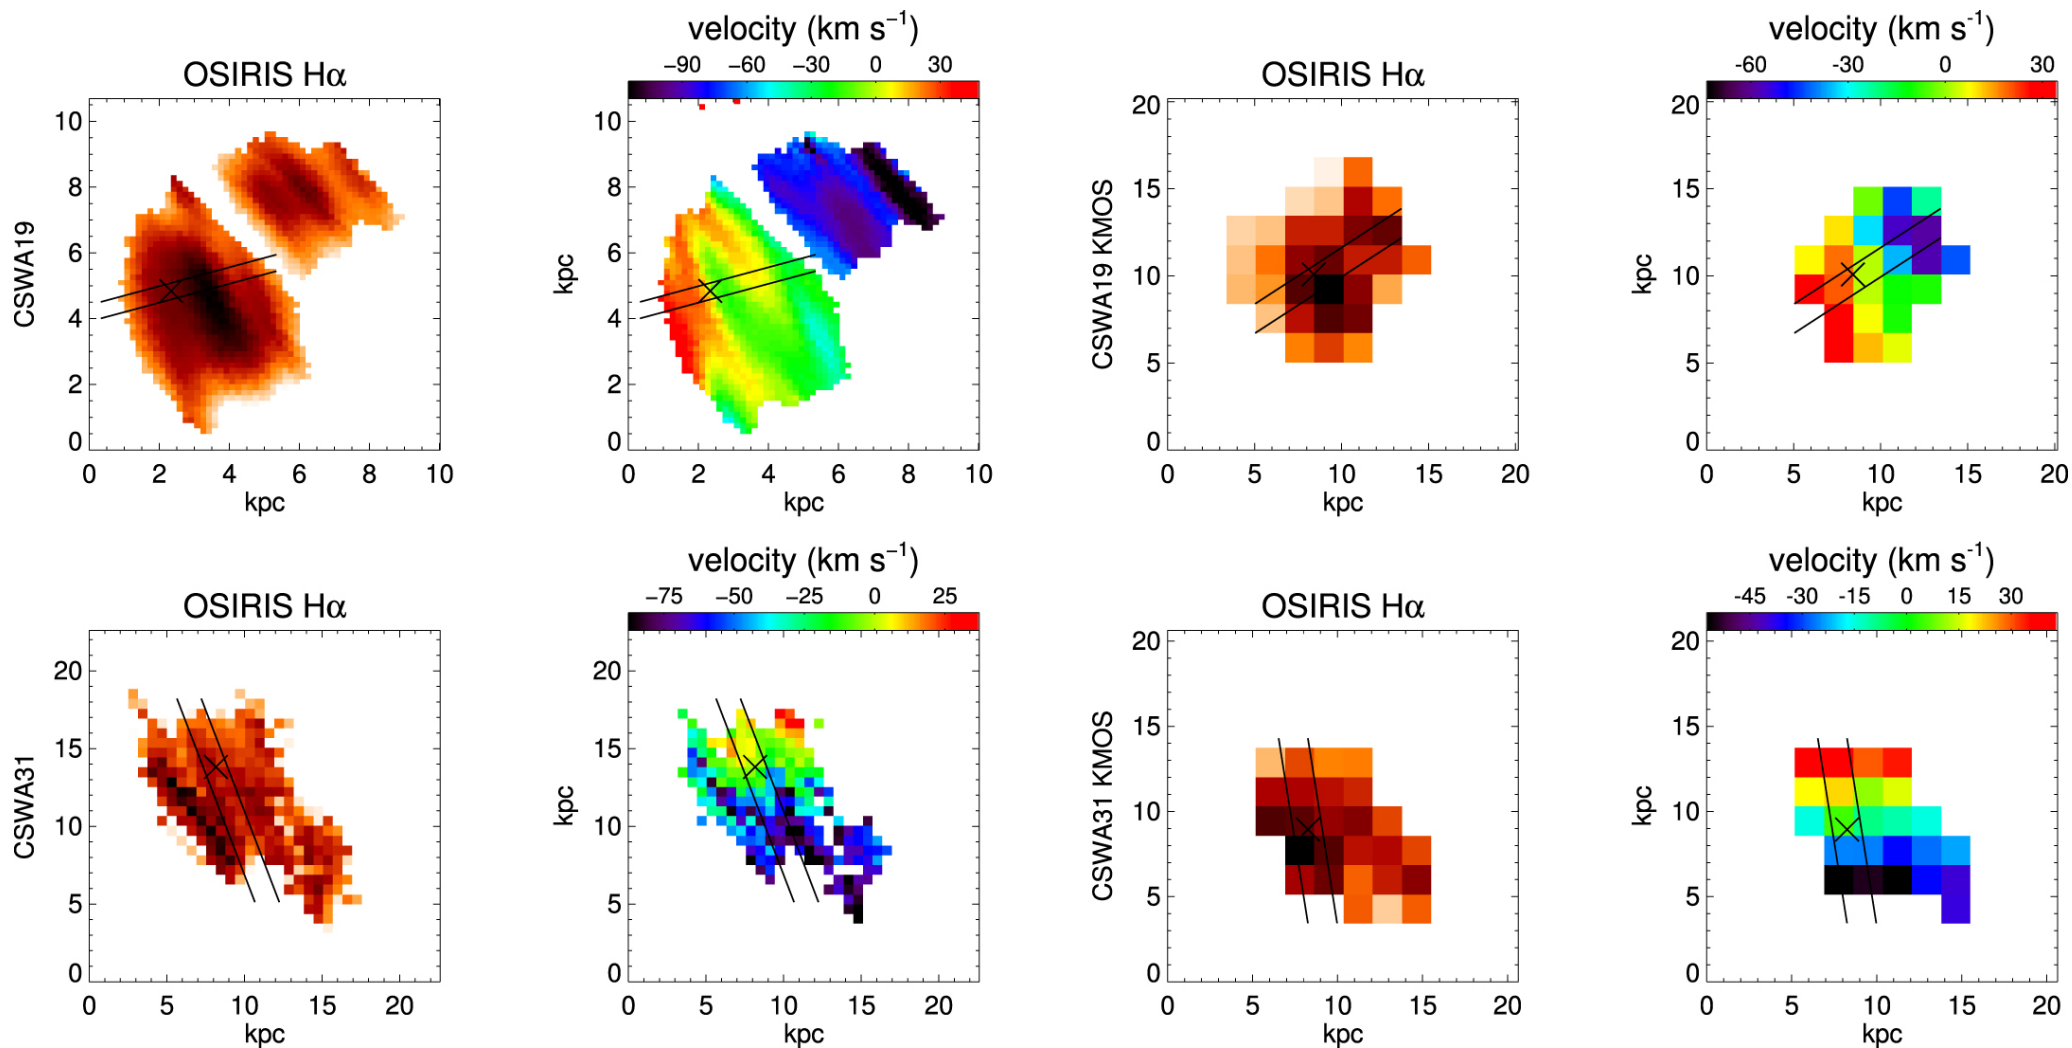 velocity (km s⁻¹)
OSIRIS Hα
−90 −60 −30 0 30
CSWA19
10
8
6
4
2
0
0 2 4 6 8 10
kpc
kpc
10
8
6
4
2
0
0 2 4 6 8 10
kpc
OSIRIS Hα
CSWA19 KMOS
20
15
10
5
0
0 5 10 15 20
kpc
velocity (km s⁻¹)
-60 -30 0 30
kpc
20
15
10
5
0
0 5 10 15 20
kpc
OSIRIS Hα
CSWA31
20
15
10
5
0
0 5 10 15 20
kpc
velocity (km s⁻¹)
−75 −50 −25 0 25
kpc
20
15
10
5
0
0 5 10 15 20
kpc
OSIRIS Hα
CSWA31 KMOS
20
15
10
5
0
0 5 10 15 20
kpc
velocity (km s⁻¹)
-45 -30 -15 0 15 30
kpc
20
15
10
5
0
0 5 10 15 20
kpc